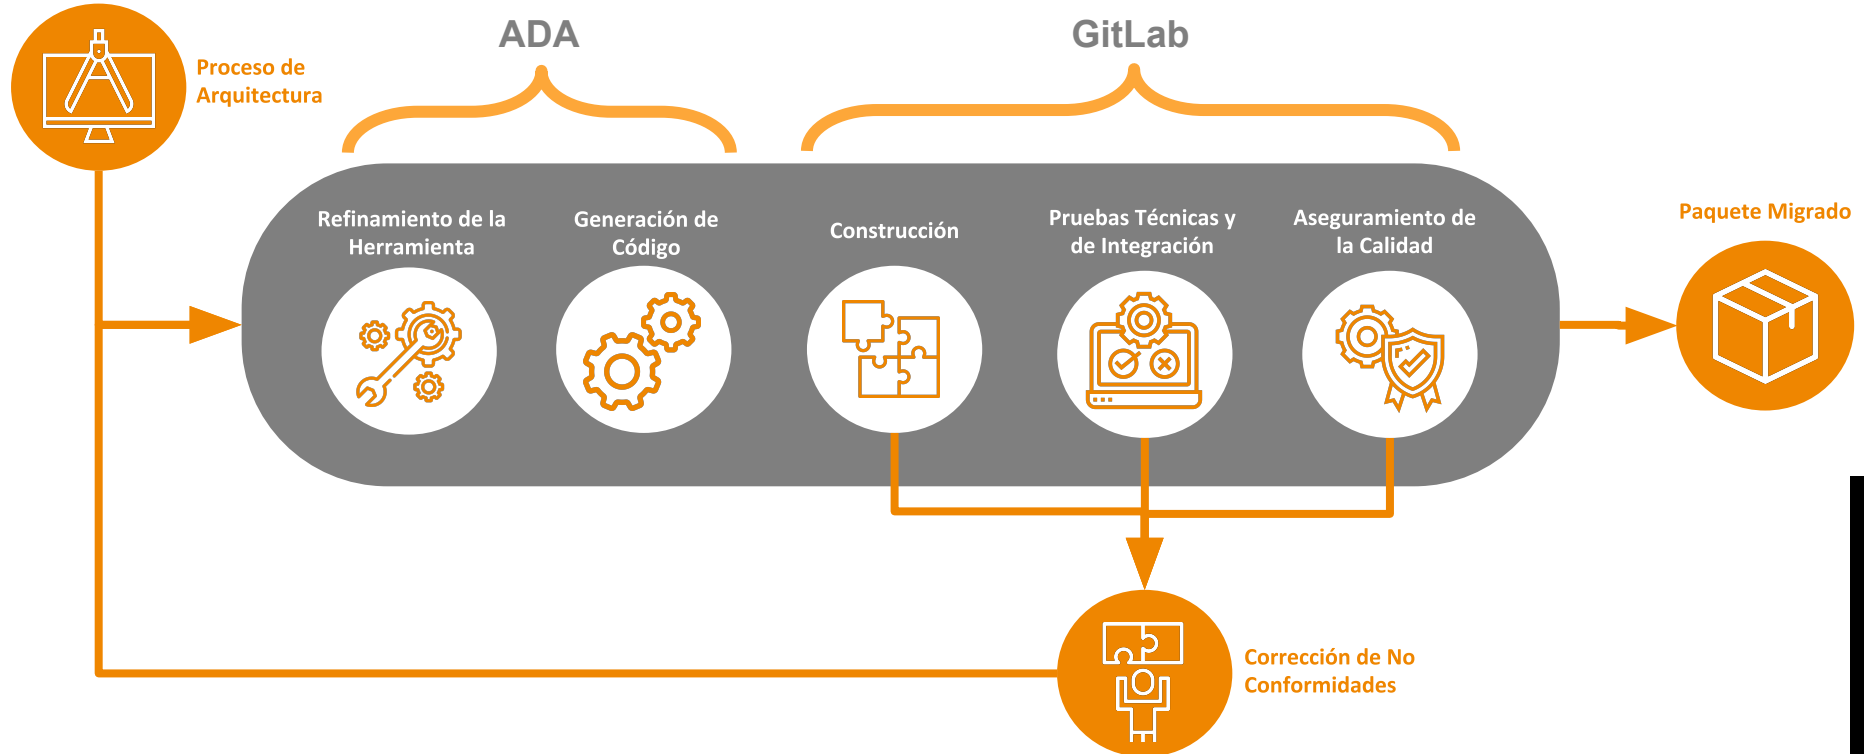 ADA
GitLab
Proceso de
Arquitectura
Refinamiento de la
Herramienta
Generación de
Código
Construcción
Pruebas Técnicas y
de Integración
Aseguramiento de
la Calidad
Paquete Migrado
Corrección de No
Conformidades